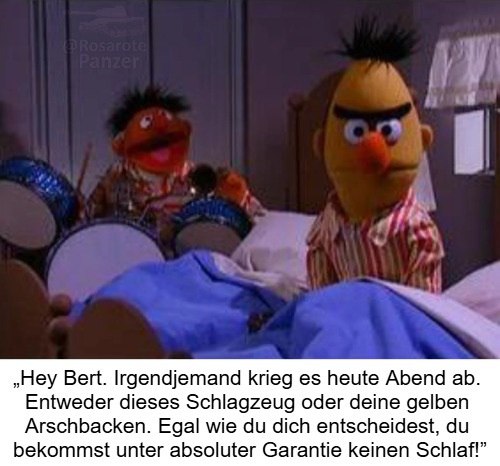 @Rosarote
Panzer
„Hey Bert. Irgendjemand krieg es heute Abend ab.
Entweder dieses Schlagzeug oder deine gelben
Arschbacken. Egal wie du dich entscheidest, du
bekommst unter absoluter Garantie keinen Schlaf!”